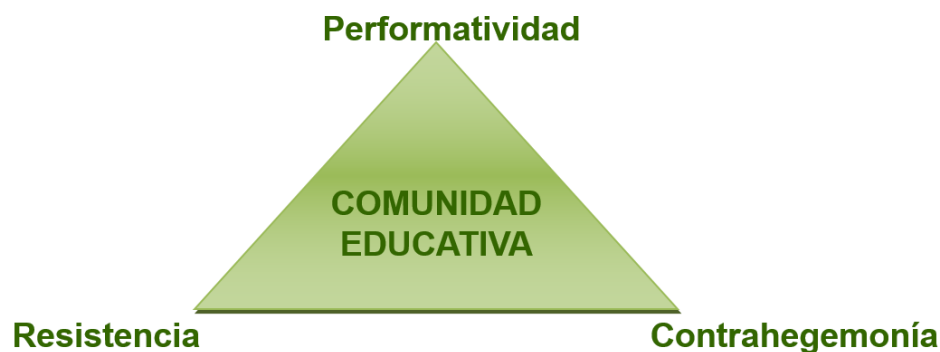 Performatividad
COMUNIDAD
EDUCATIVA
Resistencia
Contrahegemonía